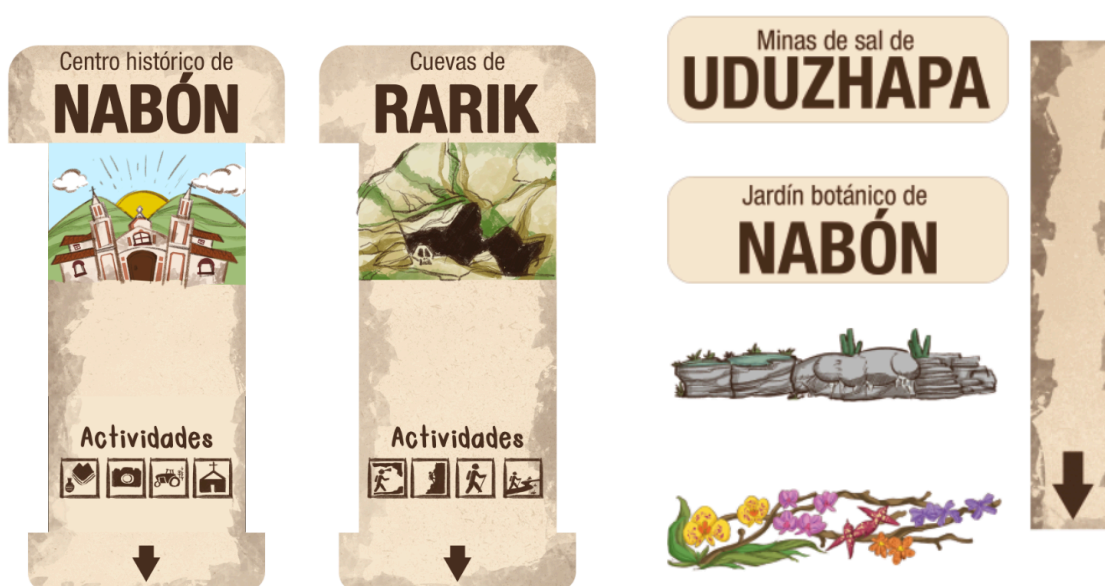 Centro histórico de
NABÓN
Actividades
Cuevas de
RARIK
Actividades
Minas de sal de
UDUZHAPA
Jardín botánico de
NABÓN